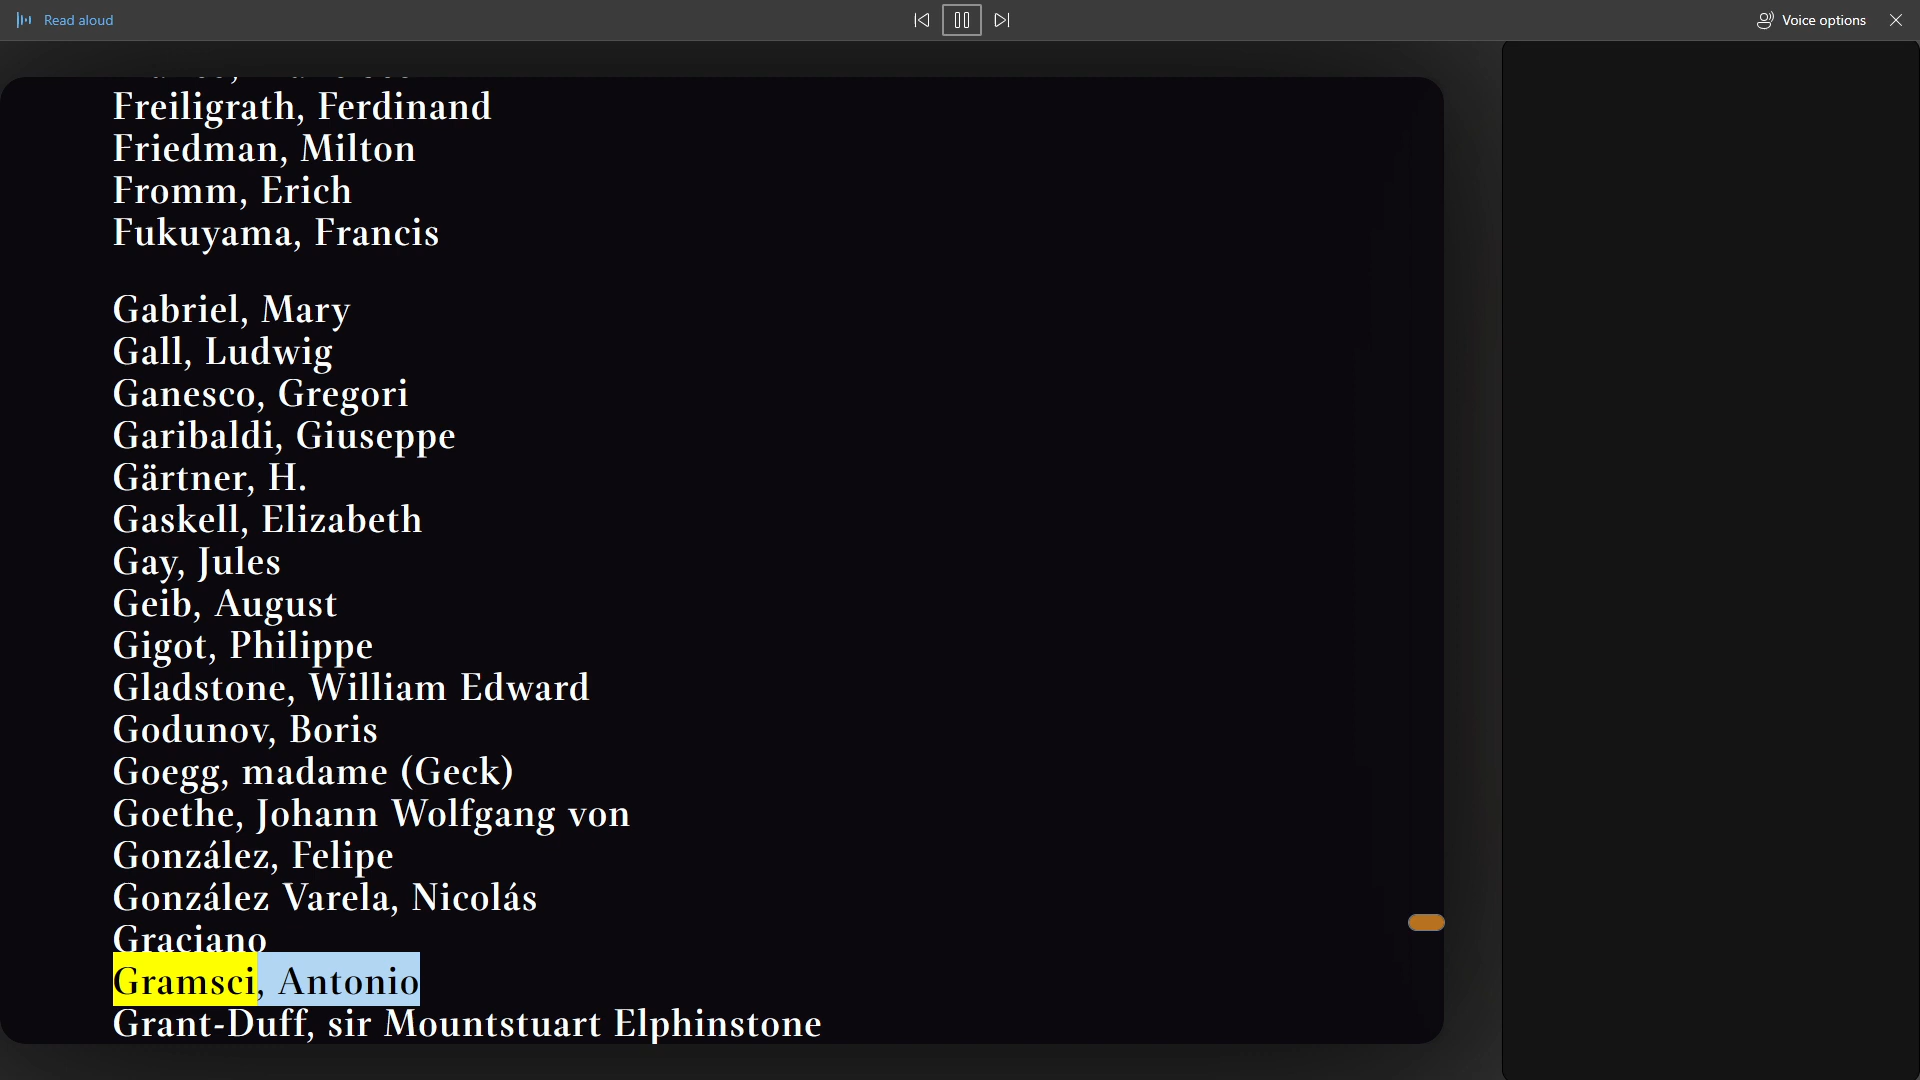 Read aloud
Voice options
Freiligrath, Ferdinand
Friedman, Milton
Fromm, Erich
Fukuyama, Francis
Gabriel, Mary
Gall, Ludwig
Ganesco, Gregori
Garibaldi, Giuseppe
Gärtner, H.
Gaskell, Elizabeth
Gay, Jules
Geib, August
Gigot, Philippe
Gladstone, William Edward
Godunov, Boris
Goegg, madame (Geck)
Goethe, Johann Wolfgang von
González, Felipe
González Varela, Nicolás
Graciano
Gramsci, Antonio
Grant-Duff, sir Mountstuart Elphinstone